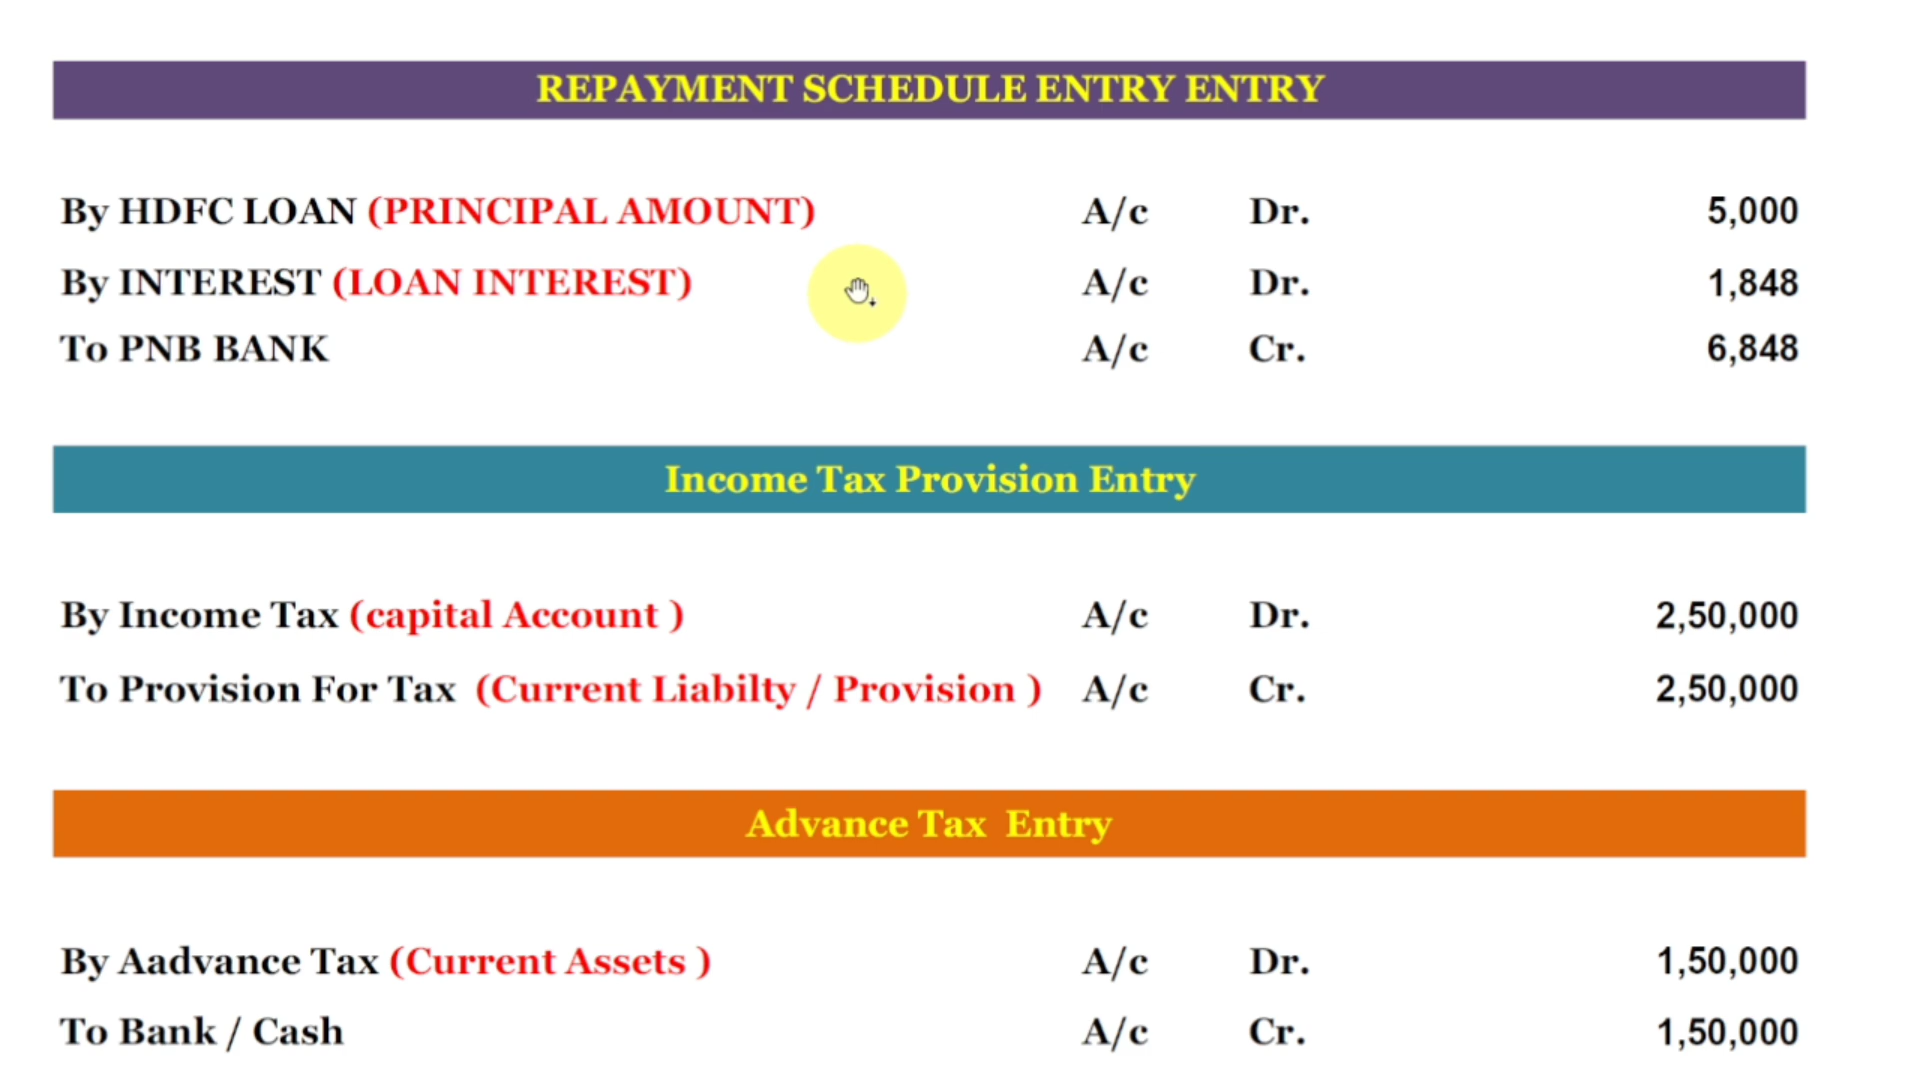 REPAYMENT SCHEDULE ENTRY ENTRY
By HDFC LOAN (PRINCIPAL AMOUNT) A/c Dr. 5,000
By INTEREST (LOAN INTEREST) A/c Dr. 1,848
To PNB BANK A/c Cr. 6,848
Income Tax Provision Entry
By Income Tax (capital Account ) A/c Dr. 2,50,000
To Provision For Tax (Current Liabilty / Provision ) A/c Cr. 2,50,000
Advance Tax Entry
By Aadvance Tax (Current Assets ) A/c Dr. 1,50,000
To Bank / Cash A/c Cr. 1,50,000